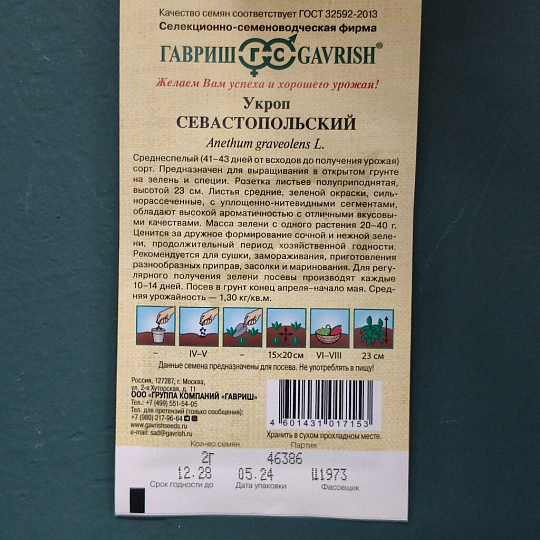 Качество семян соответствует ГОСТ 32592-2013
Селекционно-семеноводческая фирма
ГАВРИШ ГС GAVRISH®
Желаем Вам успеха и хорошего урожая!
Укроп
СЕВАСТОПОЛЬСКИЙ
Anethum graveolens L.
Среднеспелый (41–43 дней от всходов до получения урожая)
сорт. Предназначен для выращивания в открытом грунте
на зелень и специи. Розетка листьев полуприподнятая,
высотой 23 см. Листья средние, зеленой окраски, силь-
норассеченные, с уплощенно-нитевидными сегментами,
обладают высокой ароматичностью с отличными вкусовы-
ми качествами. Масса зелени с одного растения 20–40 г.
Ценится за дружное формирование сочной и нежной зеле-
ни, продолжительный период хозяйственной годности.
Рекомендуется для сушки, замораживания, приготовления
разнообразных приправ, засолки и маринования. Для регу-
лярного получения зелени посевы производят каждые
10–14 дней. Посев в грунт конец апреля–начало мая. Сред-
няя урожайность — 1,30 кг/кв.м.
– IV–V – 15×20 см VI–VIII 23 см
Данные семена предназначены для посева. Не употреблять в пищу!
Россия, 127287, г. Москва,
ул. 2-я Хуторская, д. 11
ООО «ГРУППА КОМПАНИЙ «ГАВРИШ»
Тел.: +7 (499) 551-54-05
Тел. для претензий (только сообщения):
+7 (980) 217-96-64
www.gavrishseeds.ru
e-mail: sad@gavrish.ru
4 601431 017153
Хранить в сухом прохладном месте.
Кол-во семян Партия
2Г 46386
12.28 05.24 Ц1973
Срок годности до Дата упаковки Фасовщик